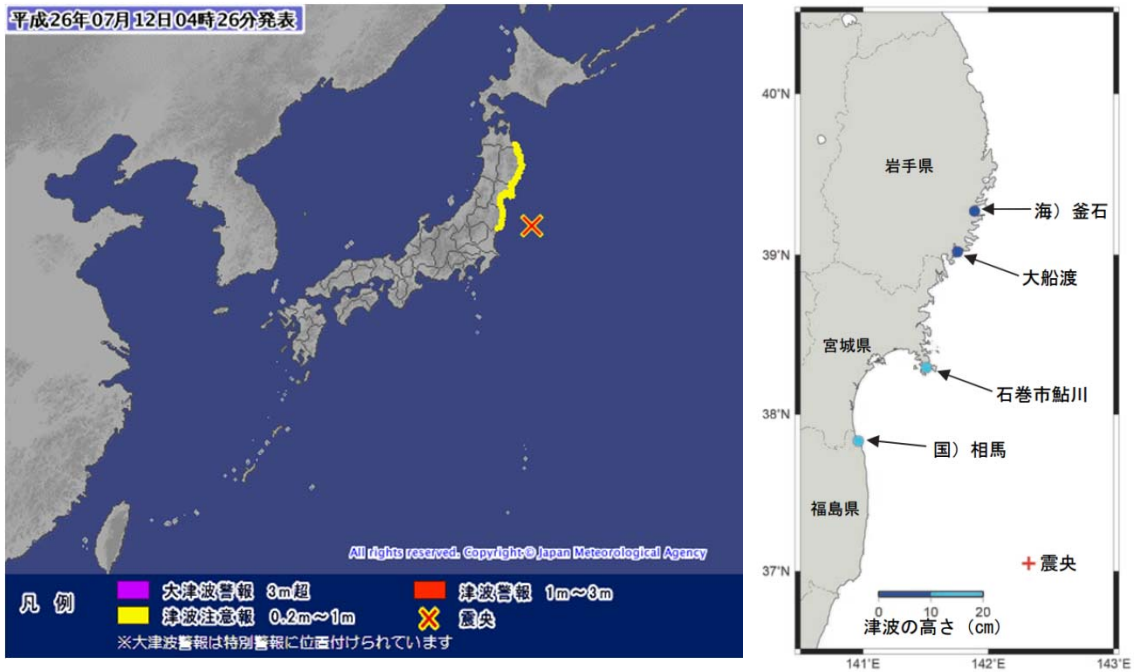 平成26年07月12日04時26分発表
All rights reserved. Copyright © Japan Meteorological Agency
凡 例
大津波警報 3m超
津波警報 1m～3m
津波注意報 0.2m～1m
震央
※大津波警報は特別警報に位置付けられています
40°N
39°N
38°N
37°N
岩手県
海）釜石
大船渡
宮城県
石巻市鮎川
国）相馬
福島県
震央
0 10 20
津波の高さ（cm）
141°E 142°E 143°E